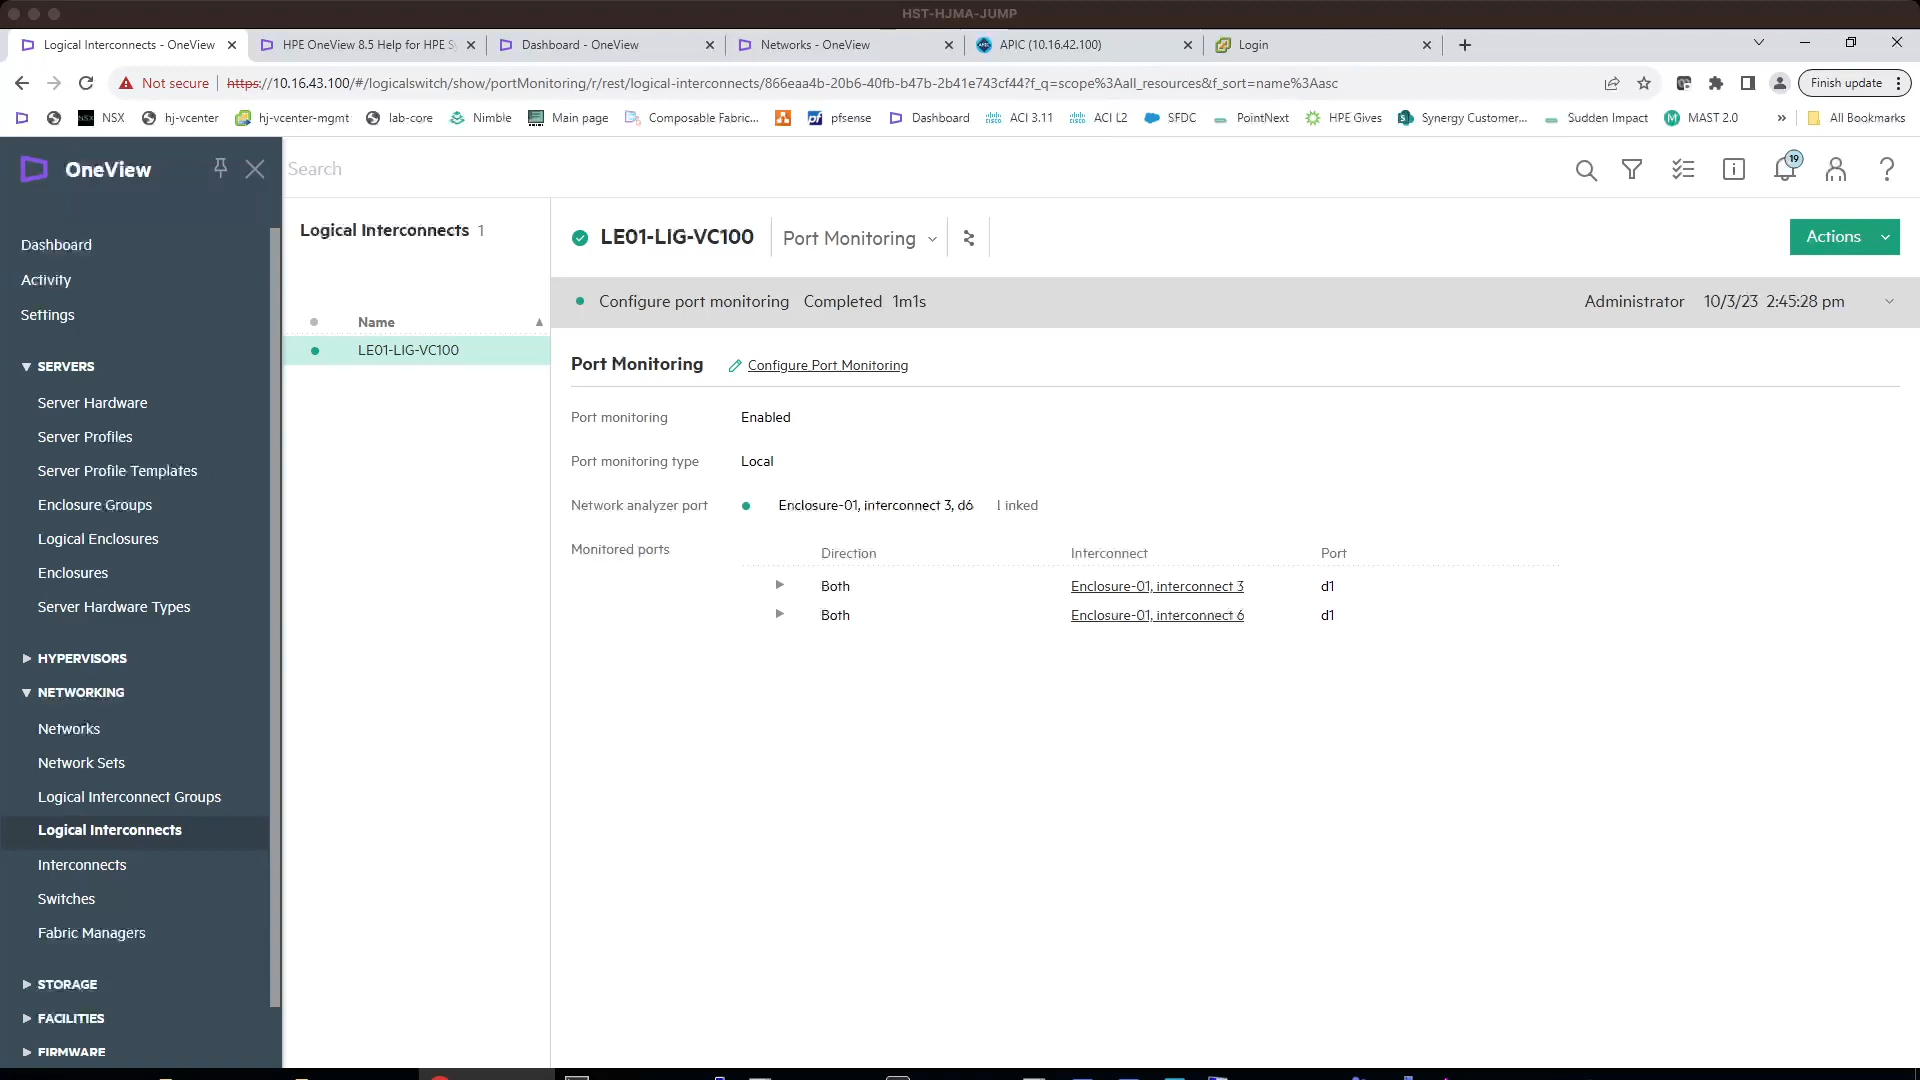 HST-HJMA-JUMP
Logical Interconnects - OneView
HPE OneView 8.5 Help for HPE Sy
Dashboard - OneView
Networks - OneView
APIC (10.16.42.100)
Login
Not secure
https://10.16.43.100/#/logicalswitch/show/portMonitoring/r/rest/logical-interconnects/866eaa4b-20b6-40fb-b47b-2b41e743cf44?f_q=scope%3Aall_resources&f_sort=name%3Aasc
Finish update
NSX
hj-vcenter
hj-vcenter-mgmt
lab-core
Nimble
Main page
Composable Fabric...
pfsense
Dashboard
ACI 3.11
ACI L2
SFDC
PointNext
HPE Gives
Synergy Customer...
Sudden Impact
MAST 2.0
»
All Bookmarks
OneView
Search
19
Dashboard
Activity
Settings
SERVERS
Server Hardware
Server Profiles
Server Profile Templates
Enclosure Groups
Logical Enclosures
Enclosures
Server Hardware Types
HYPERVISORS
NETWORKING
Networks
Network Sets
Logical Interconnect Groups
Logical Interconnects
Interconnects
Switches
Fabric Managers
STORAGE
FACILITIES
FIRMWARE
Logical Interconnects 1
Name
LE01-LIG-VC100
LE01-LIG-VC100
Port Monitoring
Actions
Configure port monitoring Completed 1m1s
Administrator 10/3/23 2:45:28 pm
Port Monitoring
Configure Port Monitoring
Port monitoring Enabled
Port monitoring type Local
Network analyzer port Enclosure-01, interconnect 3, d6 Linked
Monitored ports
Direction Interconnect Port
Both Enclosure-01, interconnect 3 d1
Both Enclosure-01, interconnect 6 d1